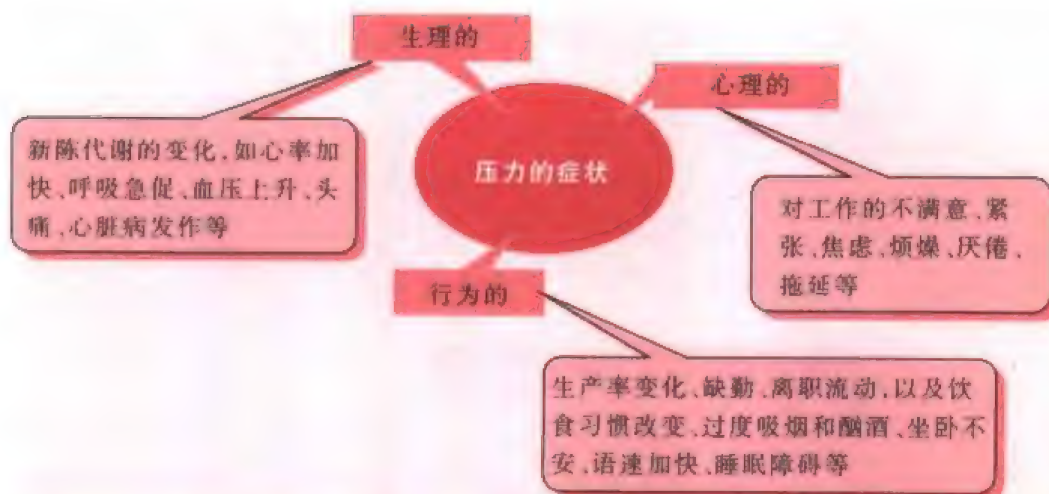 生理的
心理的
压力的症状
新陈代谢的变化,如心率加
快、呼吸急促、血压上升、头
痛、心脏病发作等
对工作的不满意、紧
张、焦虑、烦燥、厌倦、
拖延等
行为的
生产率变化、缺勤、离职流动,以及饮
食习惯改变、过度吸烟和酗酒、坐卧不
安、语速加快、睡眠障碍等